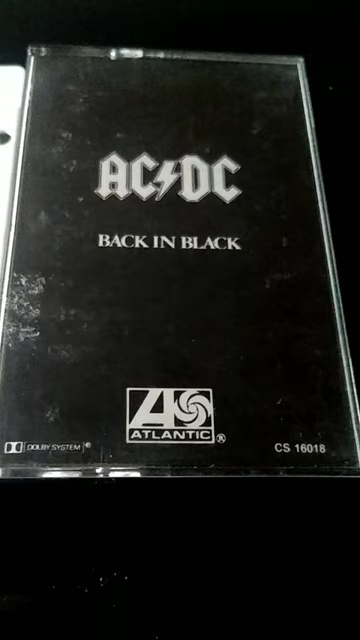 AC⚡DC
BACK IN BLACK
ATLANTIC®
DOLBY SYSTEM®
CS 16018